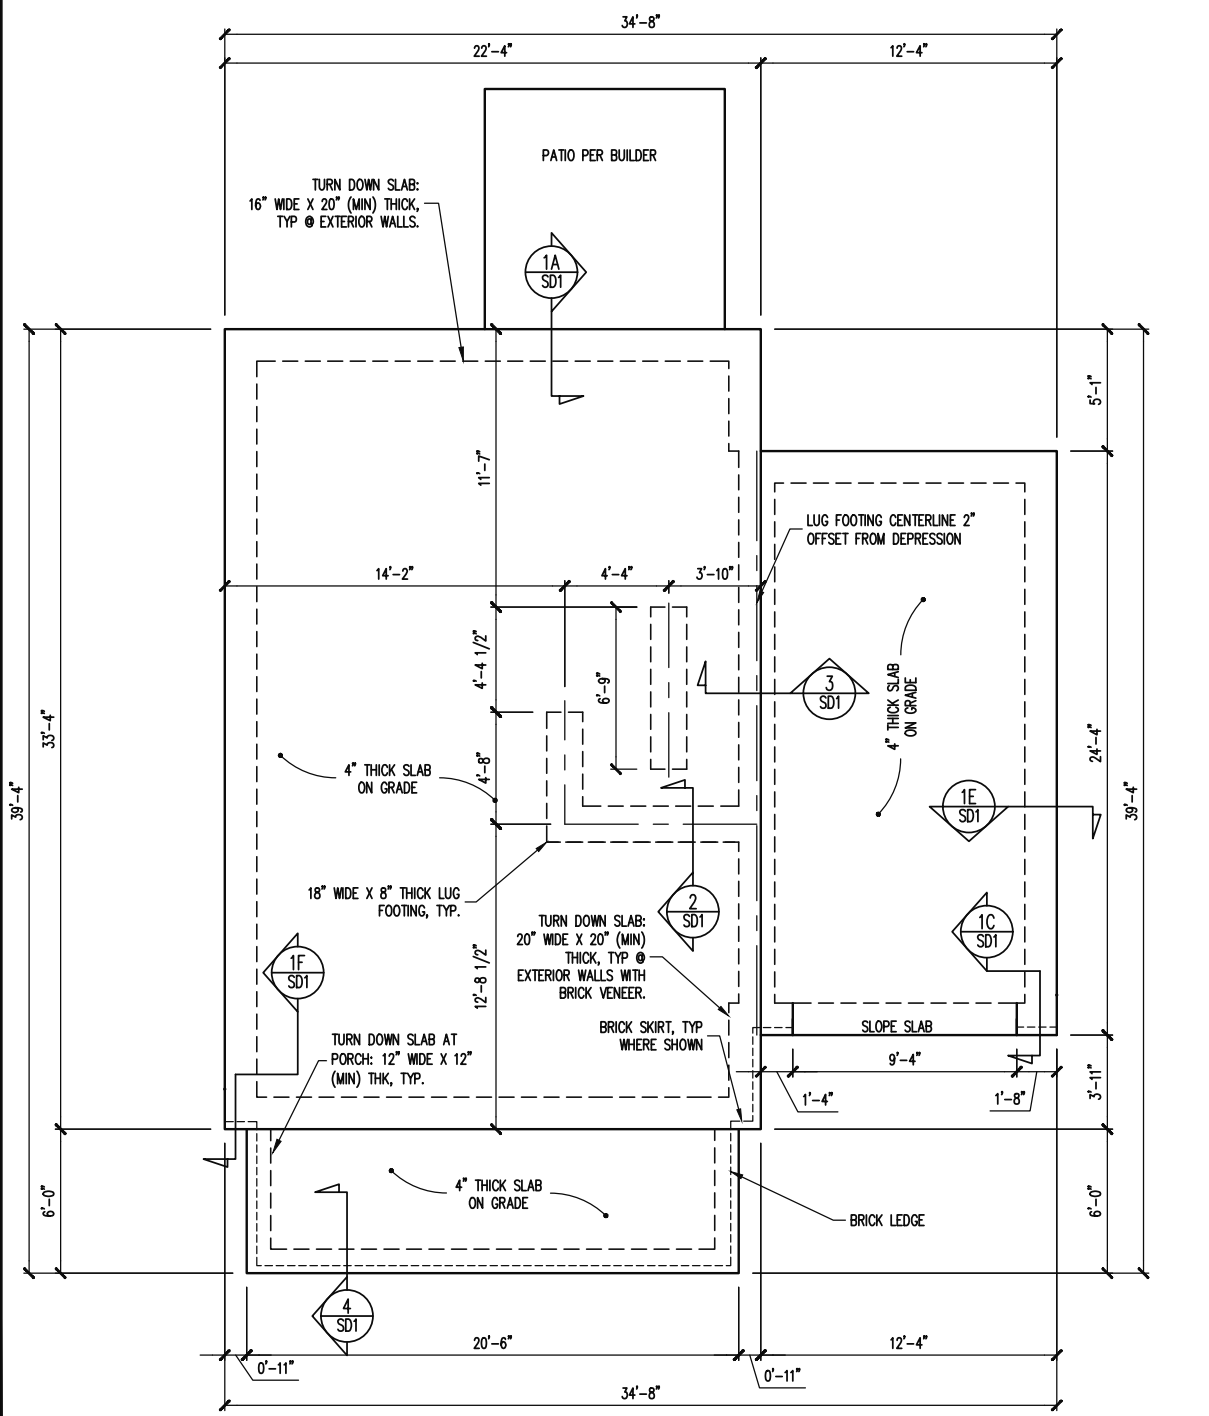 34'-8"
22'-4"
12'-4"
PATIO PER BUILDER
TURN DOWN SLAB:
16" WIDE X 20" (MIN) THICK,
TYP @ EXTERIOR WALLS.
1A
SD1
5'-1"
11'-7"
LUG FOOTING CENTERLINE 2"
OFFSET FROM DEPRESSION
14'-2"
4'-4"
3'-10"
4'-4 1/2"
6'-9"
3
SD1
4" THICK SLAB
ON GRADE
33'-4"
39'-4"
4" THICK SLAB
ON GRADE
4'-8"
24'-4"
39'-4"
1E
SD1
18" WIDE X 8" THICK LUG
FOOTING, TYP.
2
SD1
1C
SD1
TURN DOWN SLAB:
20" WIDE X 20" (MIN)
THICK, TYP @
EXTERIOR WALLS WITH
BRICK VENEER.
1F
SD1
12'-8 1/2"
BRICK SKIRT, TYP
WHERE SHOWN
SLOPE SLAB
TURN DOWN SLAB AT
PORCH: 12" WIDE X 12"
(MIN) THK, TYP.
9'-4"
1'-4"
1'-8"
3'-11"
6'-0"
4" THICK SLAB
ON GRADE
6'-0"
BRICK LEDGE
4
SD1
20'-6"
12'-4"
0'-11"
0'-11"
34'-8"